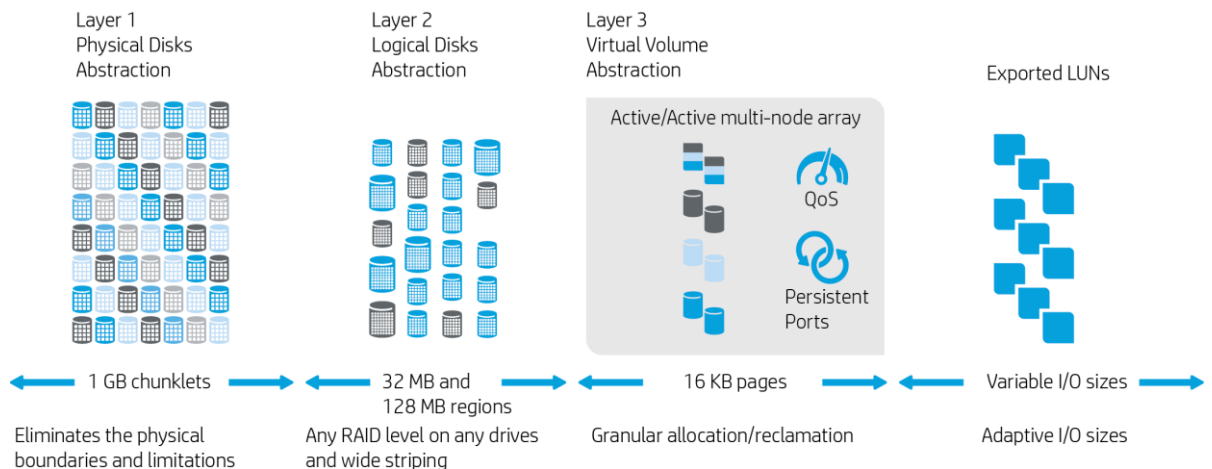 Layer 1
Physical Disks
Abstraction
Layer 2
Logical Disks
Abstraction
Layer 3
Virtual Volume
Abstraction
Exported LUNs
Active/Active multi-node array
QoS
Persistent
Ports
1 GB chunklets
32 MB and
128 MB regions
16 KB pages
Variable I/O sizes
Eliminates the physical
boundaries and limitations
Any RAID level on any drives
and wide striping
Granular allocation/reclamation
Adaptive I/O sizes